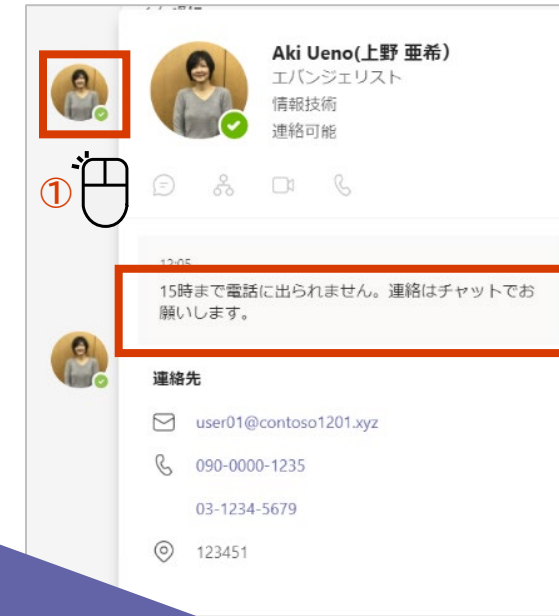 Aki Ueno(上野 亜希）
エバンジェリスト
情報技術
連絡可能
①
12:05
15時まで電話に出られません。連絡はチャットでお
願いします。
連絡先
user01@contoso1201.xyz
090-0000-1235
03-1234-5679
123451